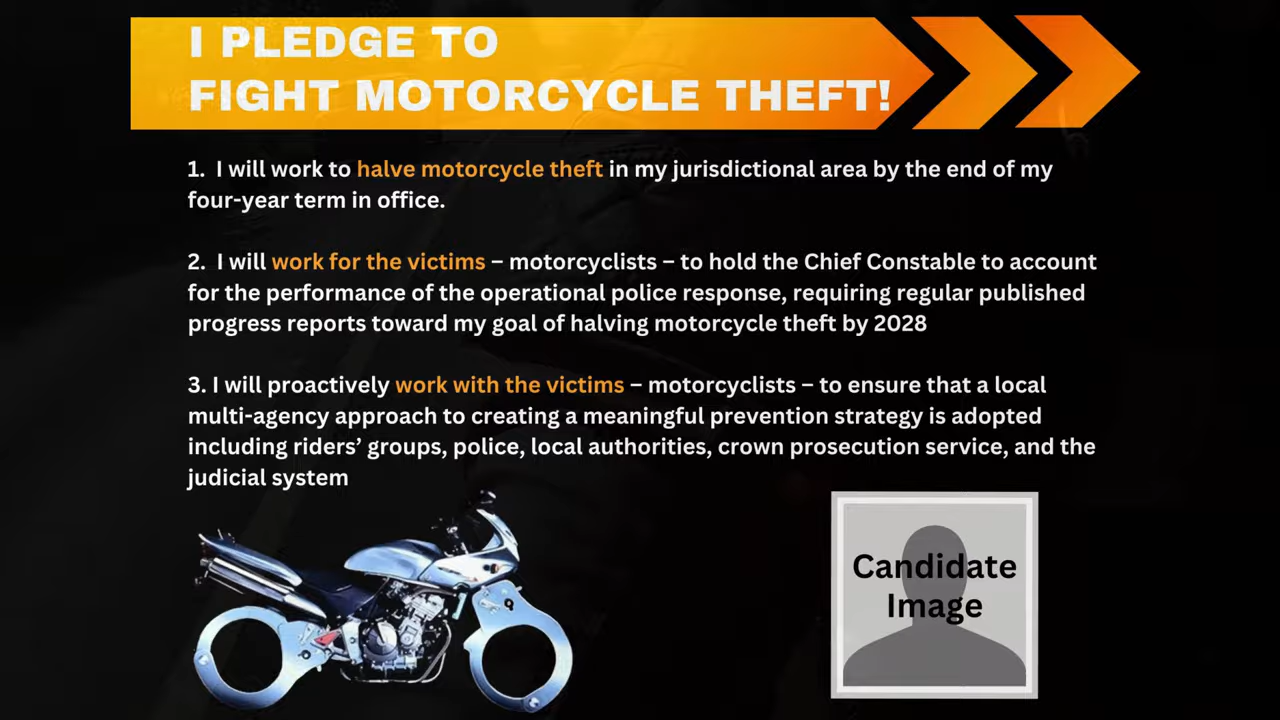 I PLEDGE TO
FIGHT MOTORCYCLE THEFT!
1. I will work to halve motorcycle theft in my jurisdictional area by the end of my
four-year term in office.
2. I will work for the victims – motorcyclists – to hold the Chief Constable to account
for the performance of the operational police response, requiring regular published
progress reports toward my goal of halving motorcycle theft by 2028
3. I will proactively work with the victims – motorcyclists – to ensure that a local
multi-agency approach to creating a meaningful prevention strategy is adopted
including riders’ groups, police, local authorities, crown prosecution service, and the
judicial system
Candidate
Image